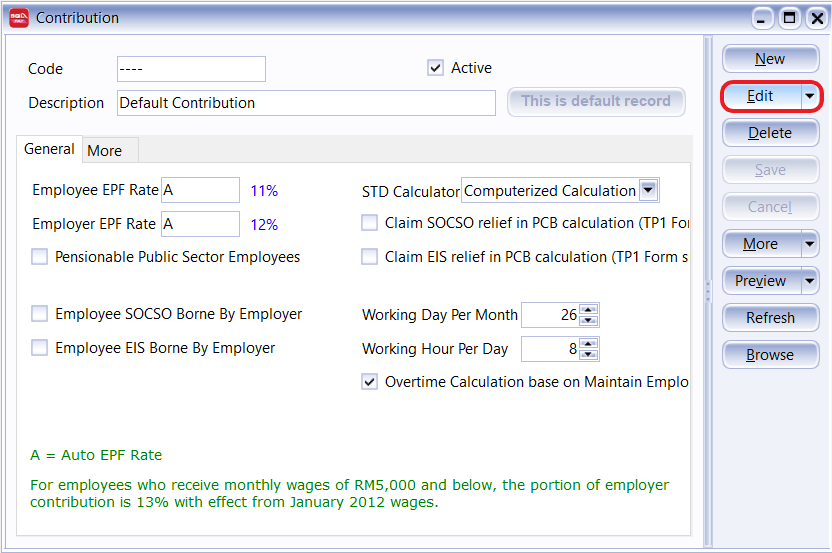 Contribution
Code ---- Active
Description Default Contribution This is default record
General More
Employee EPF Rate A 11% STD Calculator Computerized Calculation
Employer EPF Rate A 12% Claim SOCSO relief in PCB calculation (TP1 For
Pensionable Public Sector Employees Claim EIS relief in PCB calculation (TP1 Form s
Employee SOCSO Borne By Employer Working Day Per Month 26
Employee EIS Borne By Employer Working Hour Per Day 8
Overtime Calculation base on Maintain Emplo
A = Auto EPF Rate
For employees who receive monthly wages of RM5,000 and below, the portion of employer
contribution is 13% with effect from January 2012 wages.
New
Edit
Delete
Save
Cancel
More
Preview
Refresh
Browse